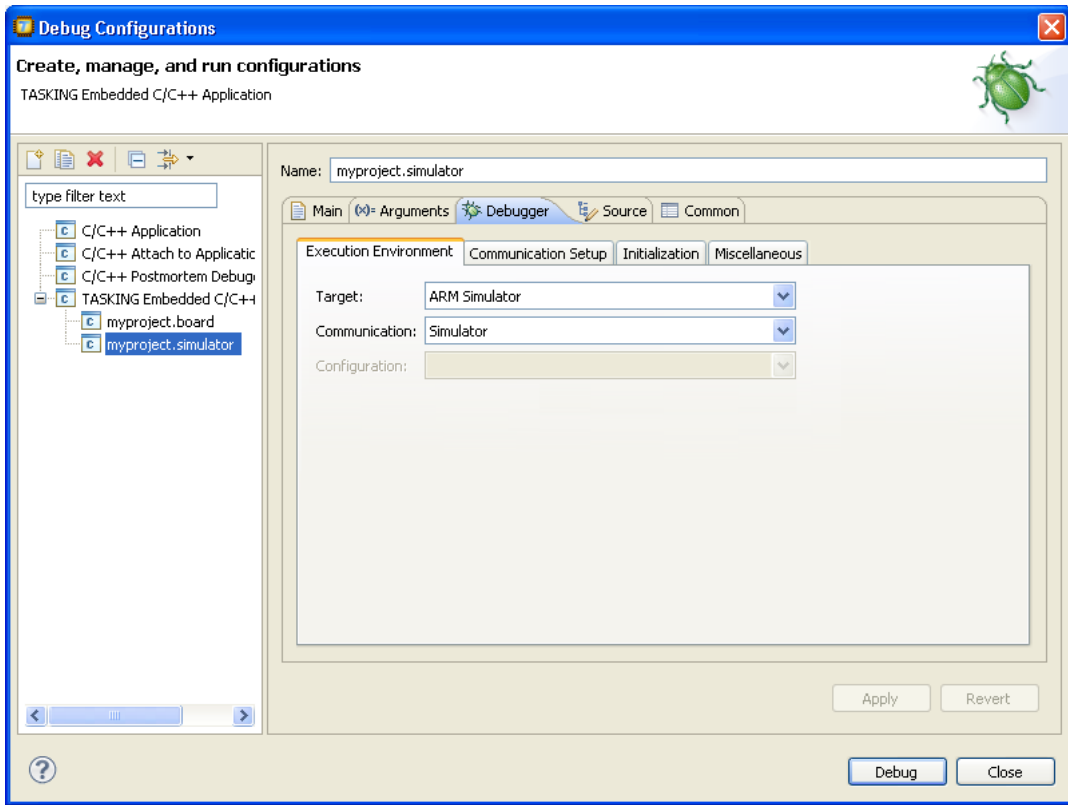 Debug Configurations
Create, manage, and run configurations
TASKING Embedded C/C++ Application
type filter text
C/C++ Application
C/C++ Attach to Applicatic
C/C++ Postmortem Debug
TASKING Embedded C/C++
myproject.board
myproject.simulator
Name: myproject.simulator
Main (x)= Arguments Debugger Source Common
Execution Environment Communication Setup Initialization Miscellaneous
Target: ARM Simulator
Communication: Simulator
Configuration:
Apply Revert
? Debug Close